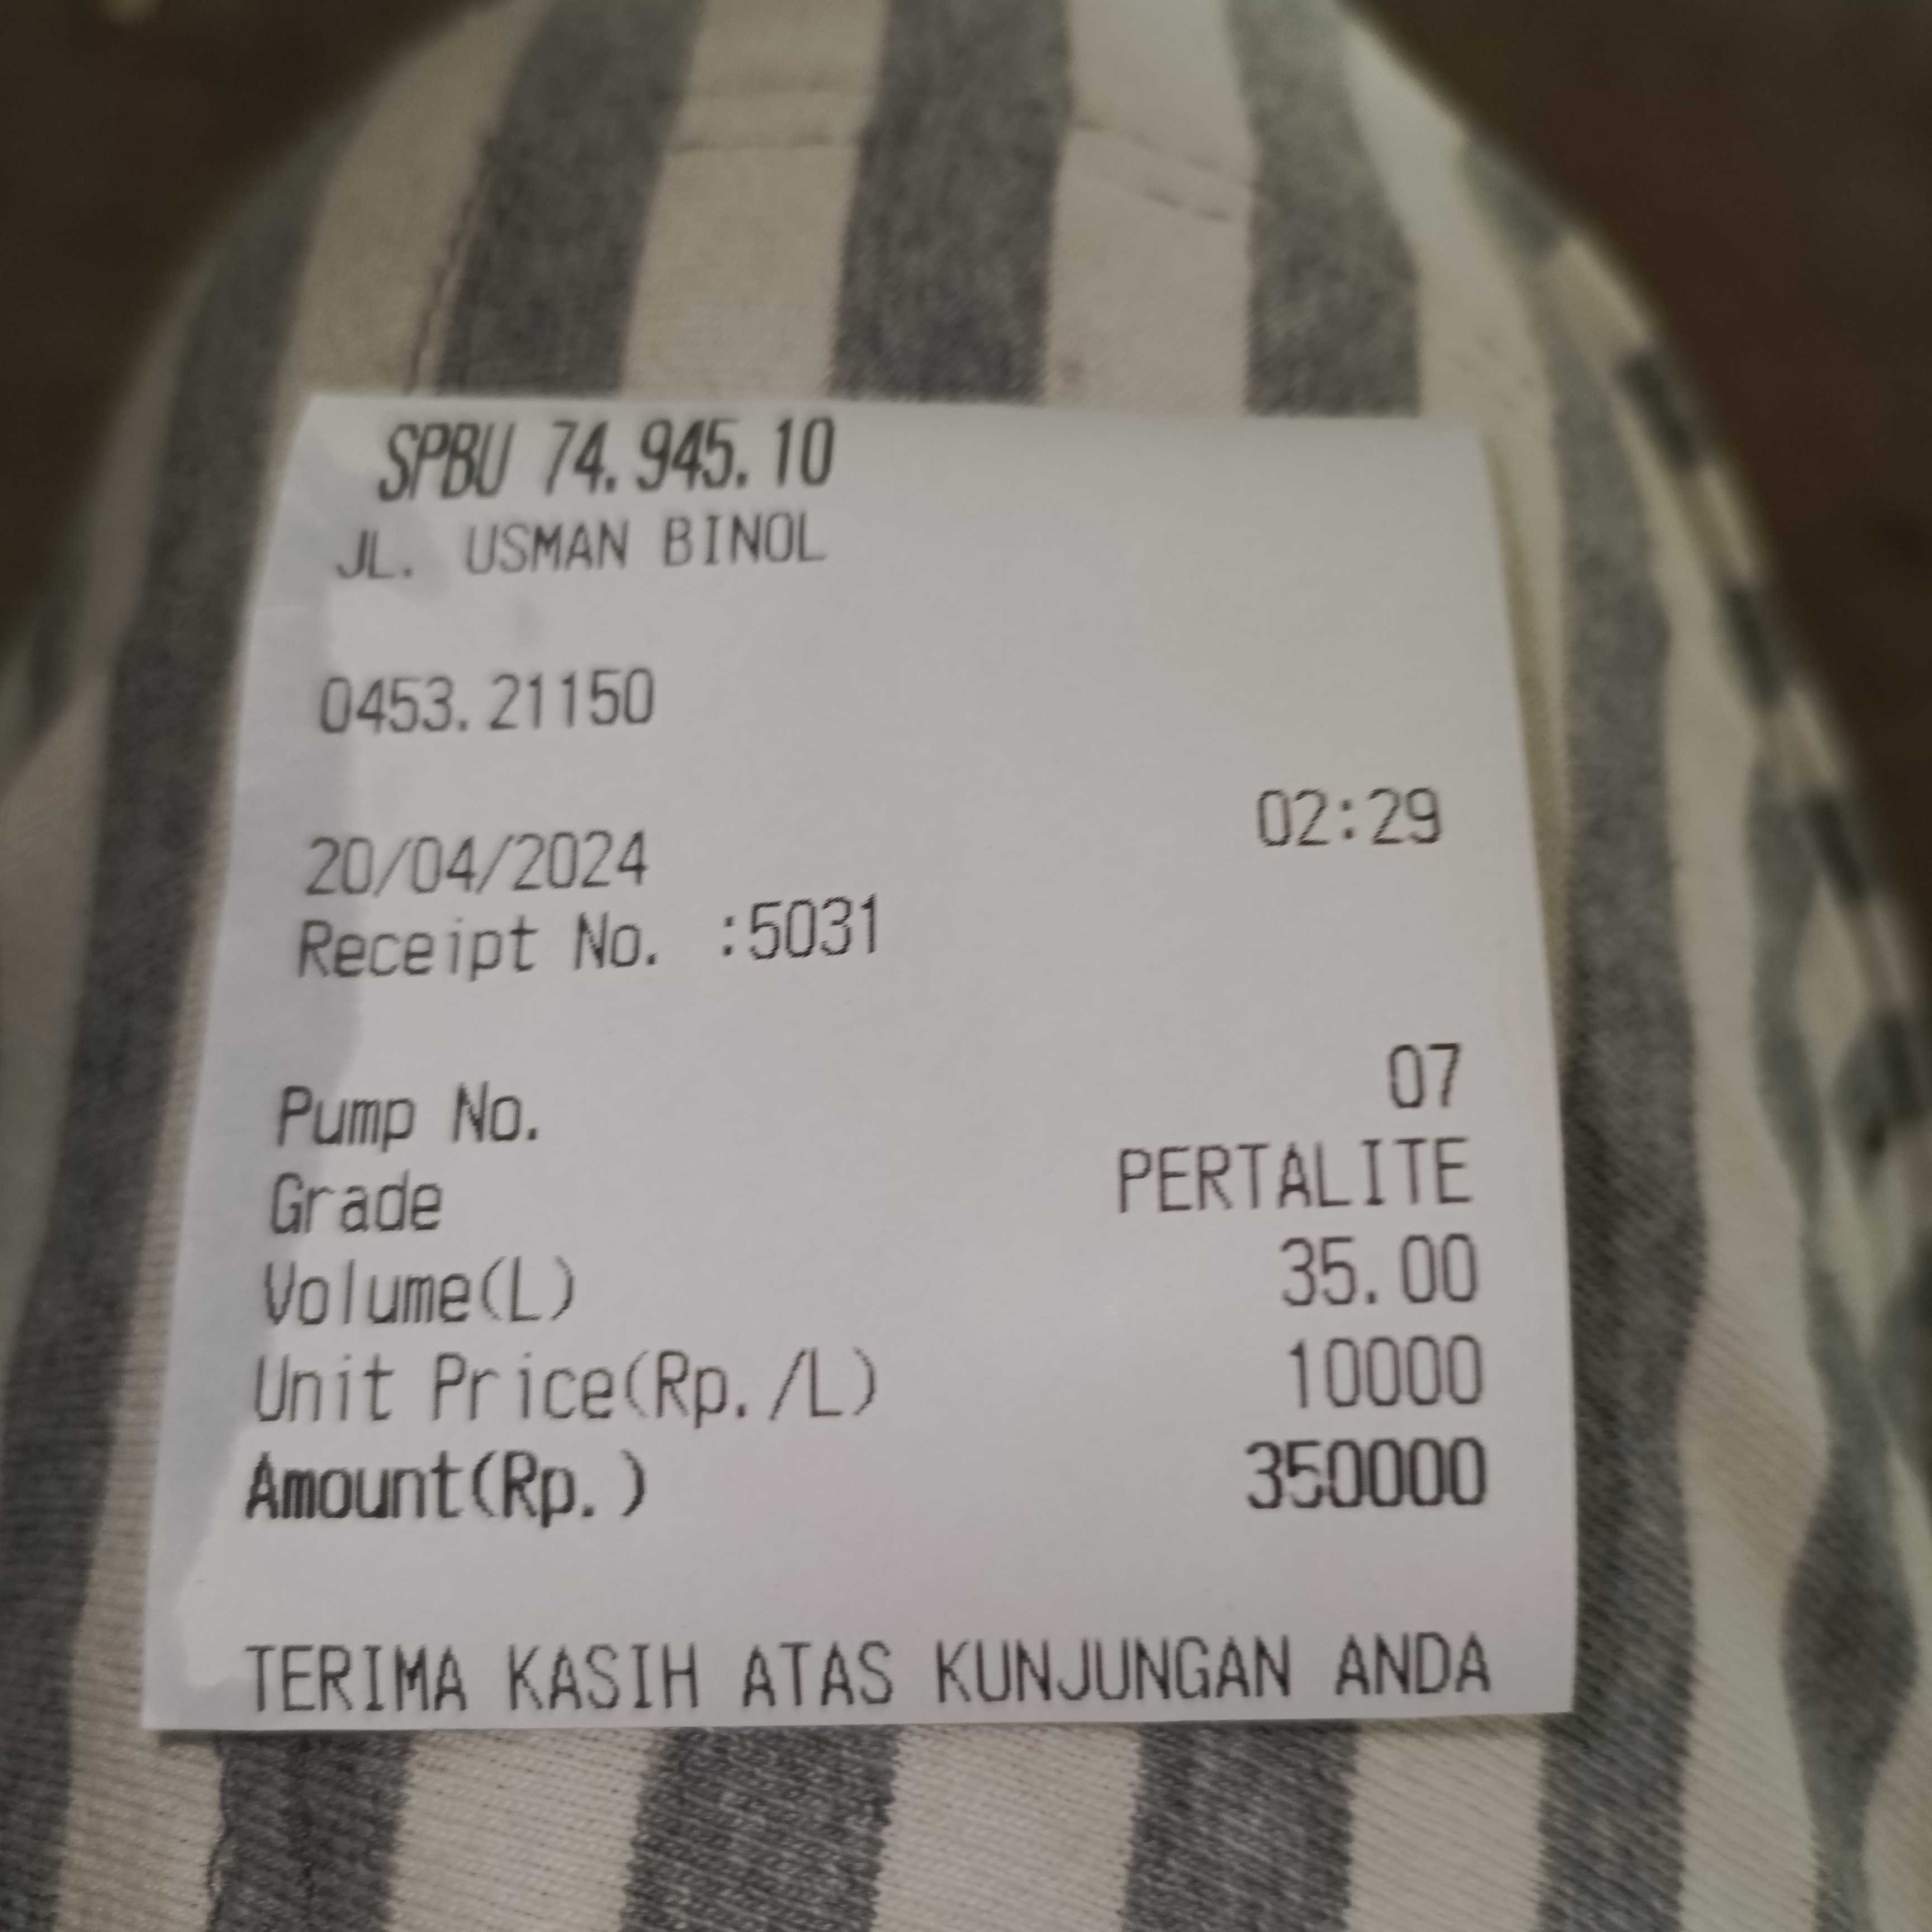 SPBU 74.945.10
JL. USMAN BINOL
0453.21150
20/04/2024 02:29
Receipt No. :5031
Pump No. 07
Grade PERTALITE
Volume(L) 35.00
Unit Price(Rp./L) 10000
Amount(Rp.) 350000
TERIMA KASIH ATAS KUNJUNGAN ANDA